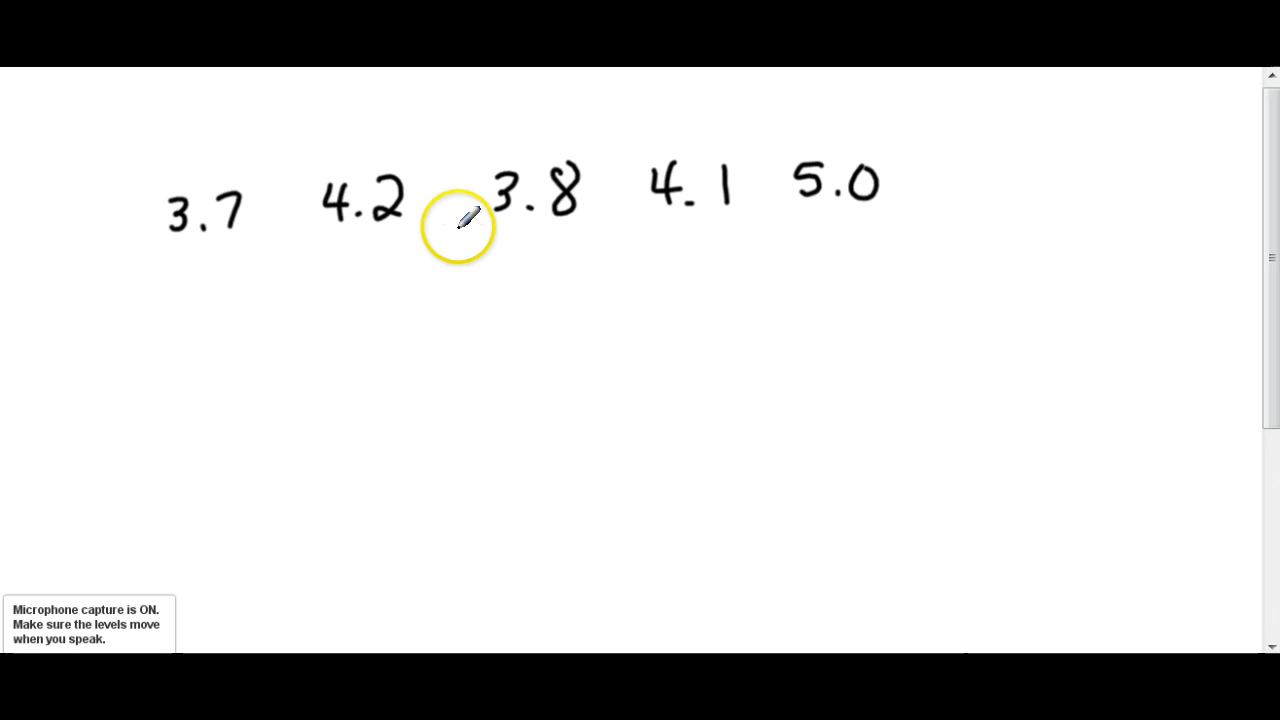 3.7 4.2 3.8 4.1 5.0
Microphone capture is ON.
Make sure the levels move
when you speak.